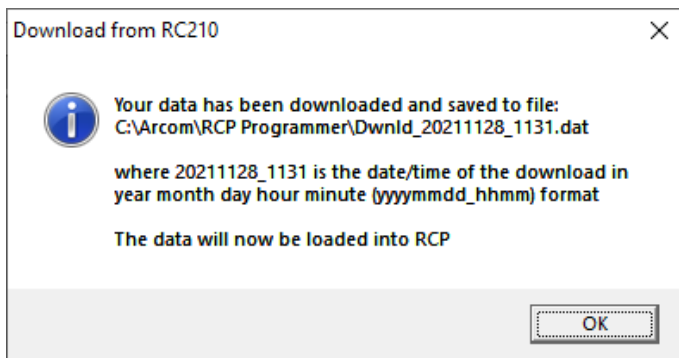 Download from RC210
Your data has been downloaded and saved to file:
C:\Arcom\RCP Programmer\Dwnld_20211128_1131.dat
where 20211128_1131 is the date/time of the download in
year month day hour minute (yyyymmdd_hhmm) format
The data will now be loaded into RCP
OK